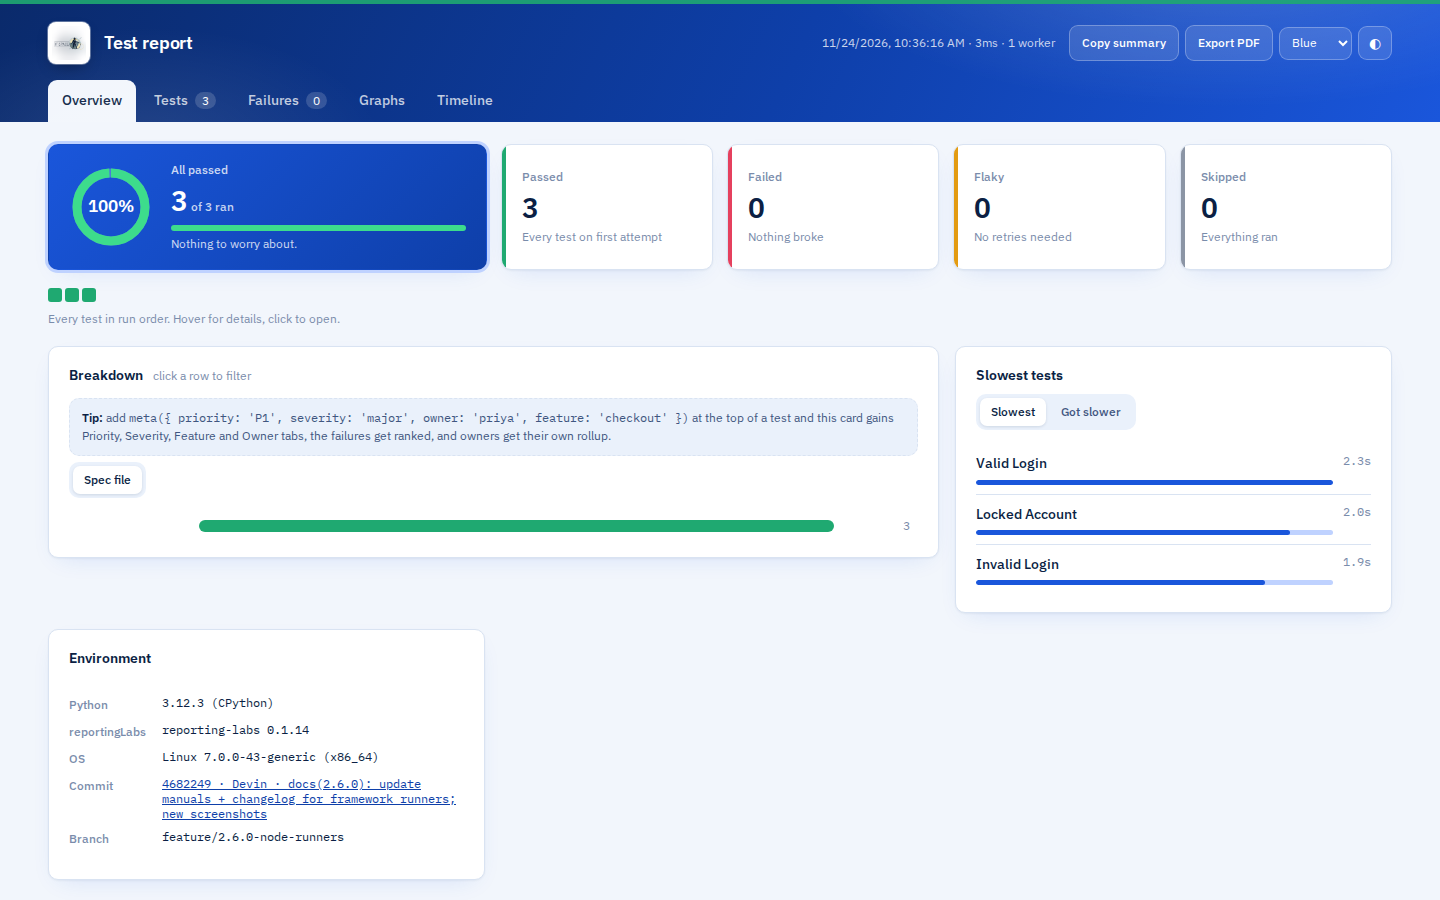 Test report
11/24/2026, 10:36:16 AM · 3ms · 1 worker
Copy summary
Export PDF
Blue
Overview
Tests 3
Failures 0
Graphs
Timeline
100%
All passed
3 of 3 ran
Nothing to worry about.
Passed
3
Every test on first attempt
Failed
0
Nothing broke
Flaky
0
No retries needed
Skipped
0
Everything ran
Every test in run order. Hover for details, click to open.
Breakdown click a row to filter
Tip: add meta({ priority: 'P1', severity: 'major', owner: 'priya', feature: 'checkout' }) at the top of a test and this card gains
Priority, Severity, Feature and Owner tabs, the failures get ranked, and owners get their own rollup.
Spec file
3
Slowest tests
Slowest
Got slower
Valid Login 2.3s
Locked Account 2.0s
Invalid Login 1.9s
Environment
Python 3.12.3 (CPython)
reportingLabs reporting-labs 0.1.14
OS Linux 7.0.0-43-generic (x86_64)
Commit 4682249 · Devin · docs(2.6.0): update
manuals + changelog for framework runners;
new screenshots
Branch feature/2.6.0-node-runners